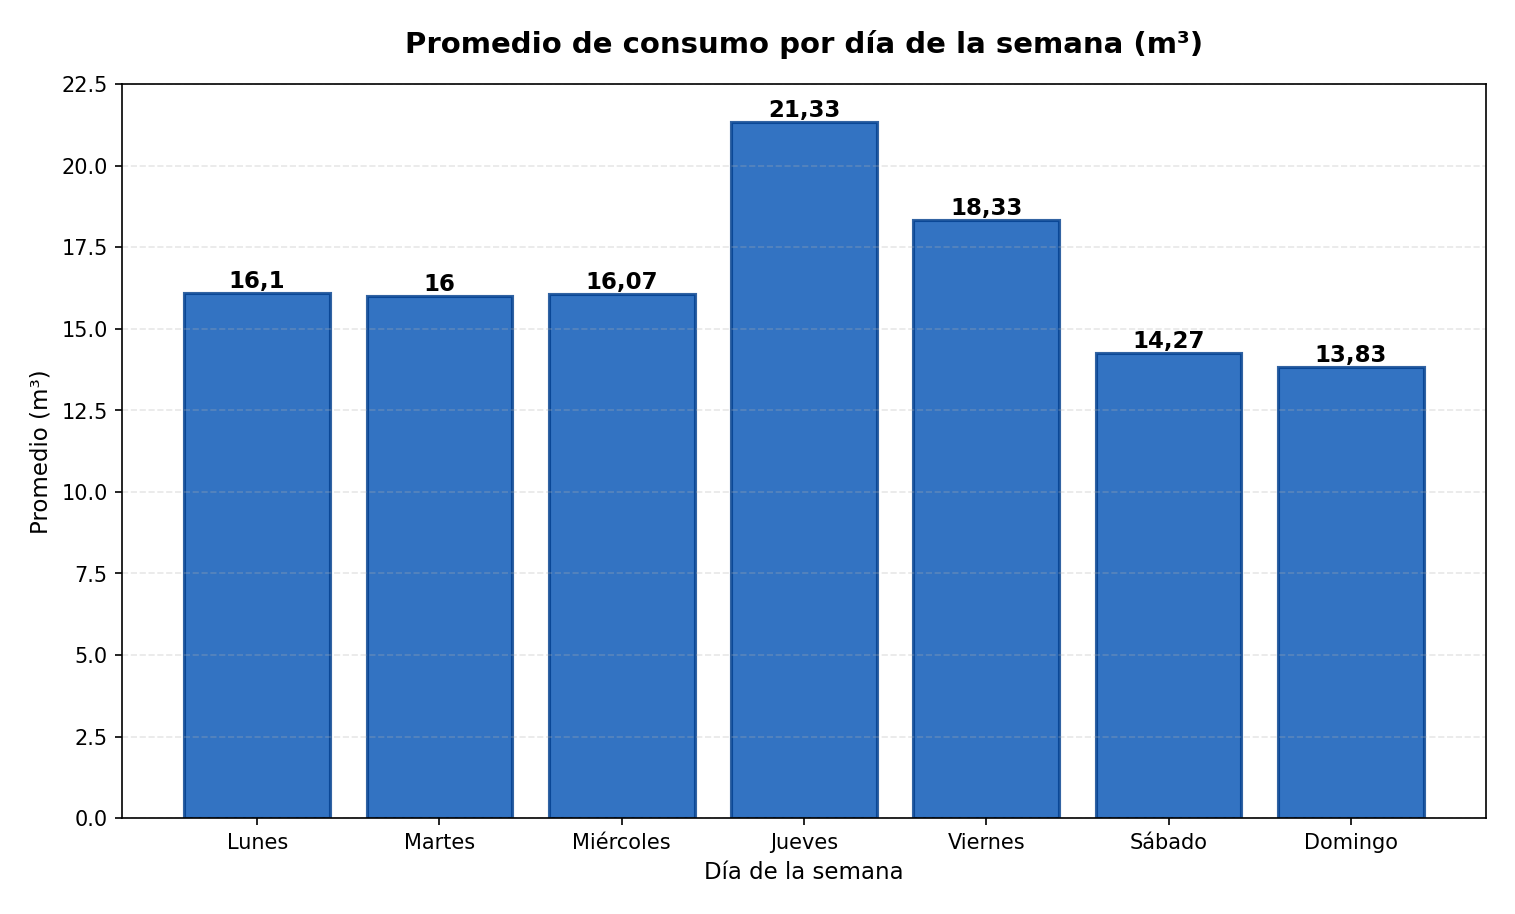 Promedio de consumo por día de la semana (m³)
22.5
20.0
17.5
15.0
12.5
10.0
7.5
5.0
2.5
0.0
Promedio (m³)
16,1
16
16,07
21,33
18,33
14,27
13,83
Lunes
Martes
Miércoles
Jueves
Viernes
Sábado
Domingo
Día de la semana